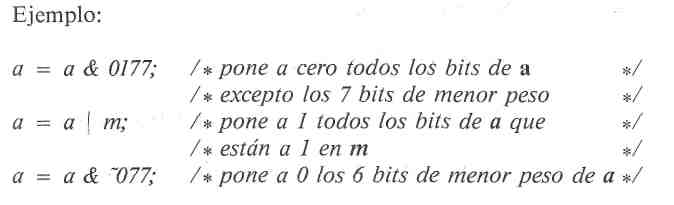 Ejemplo:
a = a & 0177; /* pone a cero todos los bits de a */
/* excepto los 7 bits de menor peso */
a = a | m; /* pone a 1 todos los bits de a que */
/* están a 1 en m */
a = a & ~077; /* pone a 0 los 6 bits de menor peso de a */